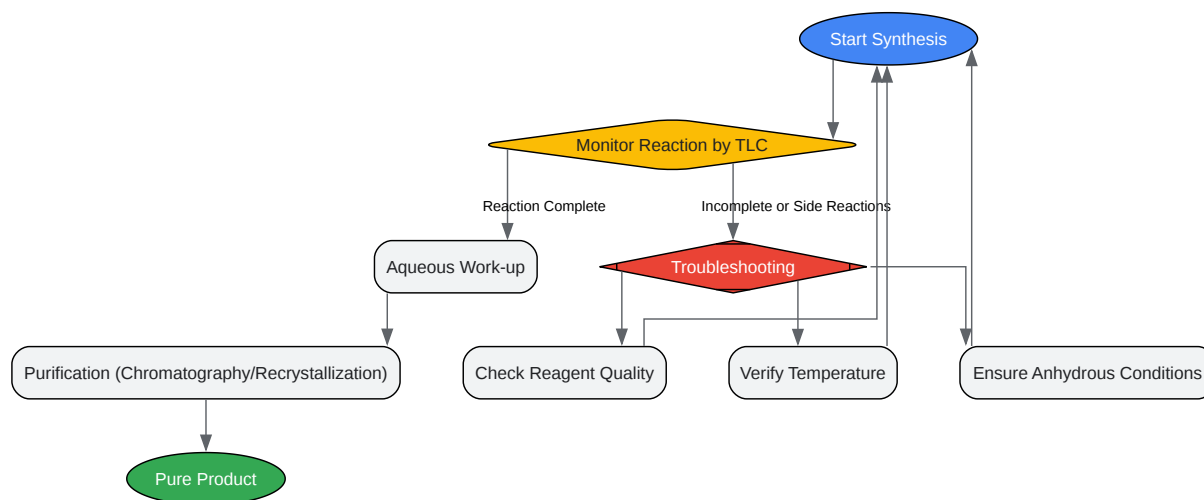 Start Synthesis
Monitor Reaction by TLC
Reaction Complete
Incomplete or Side Reactions
Aqueous Work-up
Troubleshooting
Purification (Chromatography/Recrystallization)
Check Reagent Quality
Verify Temperature
Ensure Anhydrous Conditions
Pure Product